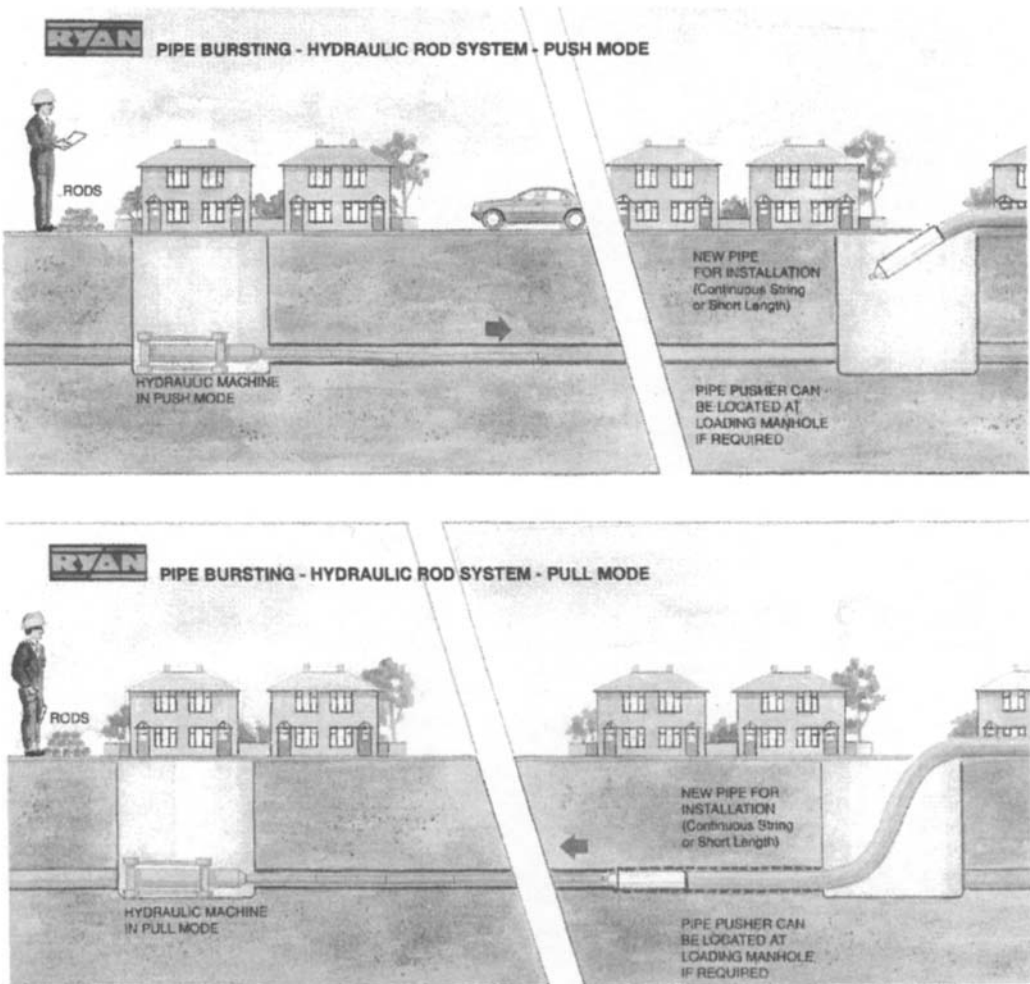 RYAN
PIPE BURSTING - HYDRAULIC ROD SYSTEM - PUSH MODE
RODS
HYDRAULIC MACHINE
IN PUSH MODE
NEW PIPE
FOR INSTALLATION
(Continuous String
or Short Length)
PIPE PUSHER CAN
BE LOCATED AT
LOADING MANHOLE
IF REQUIRED
RYAN
PIPE BURSTING - HYDRAULIC ROD SYSTEM - PULL MODE
RODS
HYDRAULIC MACHINE
IN PULL MODE
NEW PIPE FOR
INSTALLATION
(Continuous String
or Short Length)
PIPE PUSHER CAN
BE LOCATED AT
LOADING MANHOLE
IF REQUIRED